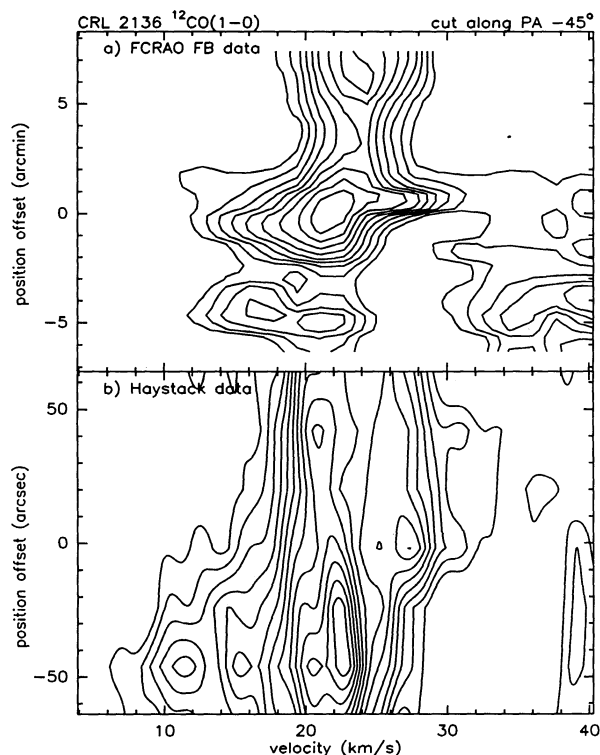 CRL 2136 ¹²CO(1-0) cut along PA -45°
a) FCRAO FB data
5
0
-5
position offset (arcmin)
b) Haystack data
50
0
-50
position offset (arcsec)
10 20 30 40
velocity (km/s)